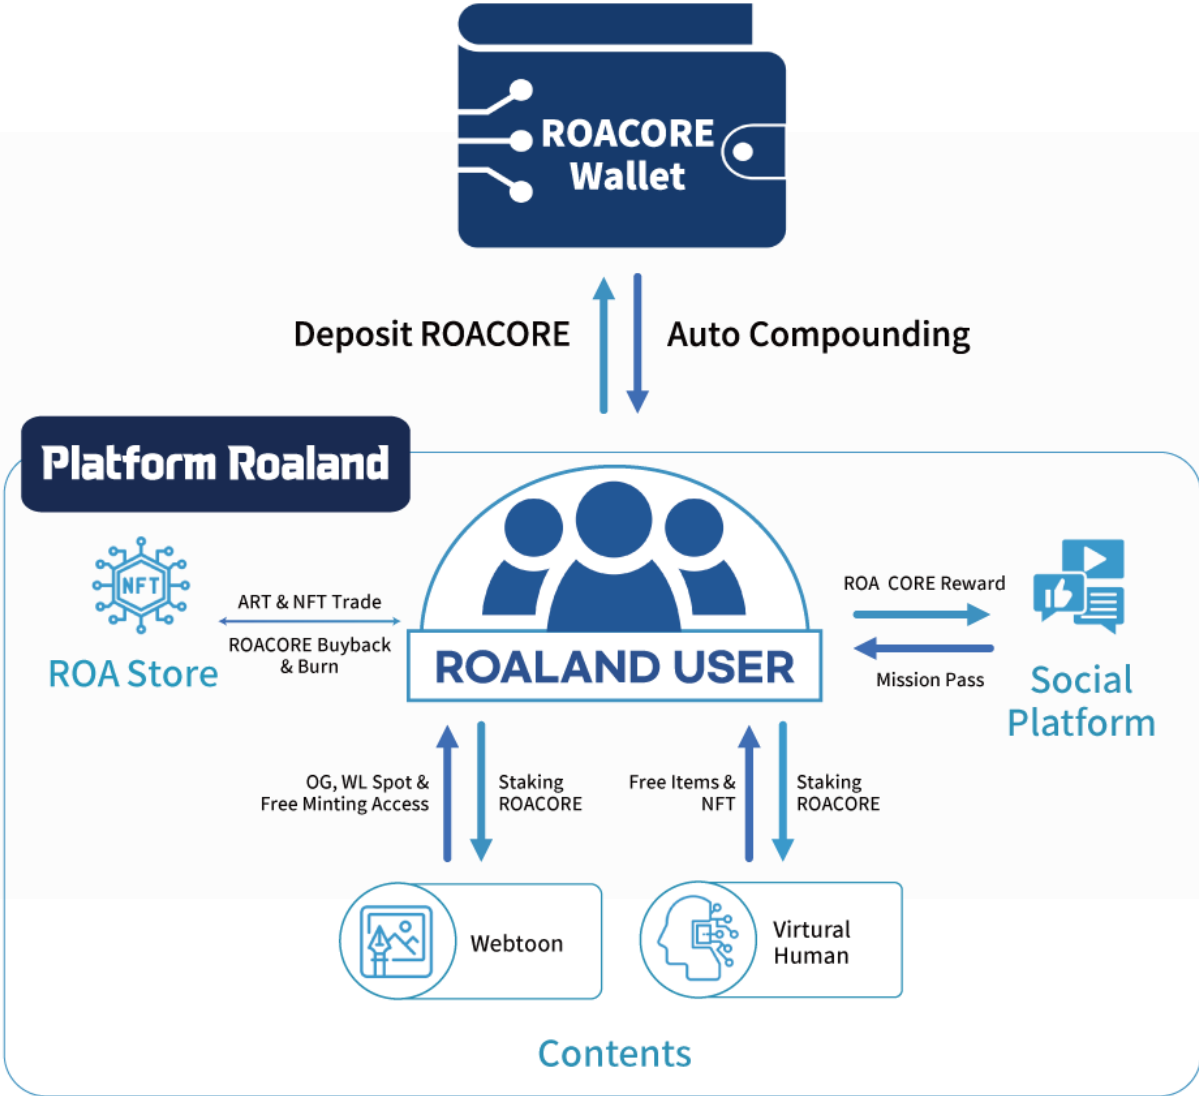 ROACORE
Wallet
Deposit ROACORE
Auto Compounding
Platform Roaland
NFT
ROA Store
ART & NFT Trade
ROACORE Buyback
& Burn
ROALAND USER
ROA CORE Reward
Mission Pass
Social
Platform
OG, WL Spot &
Free Minting Access
Staking
ROACORE
Free Items &
NFT
Staking
ROACORE
Webtoon
Virtural
Human
Contents